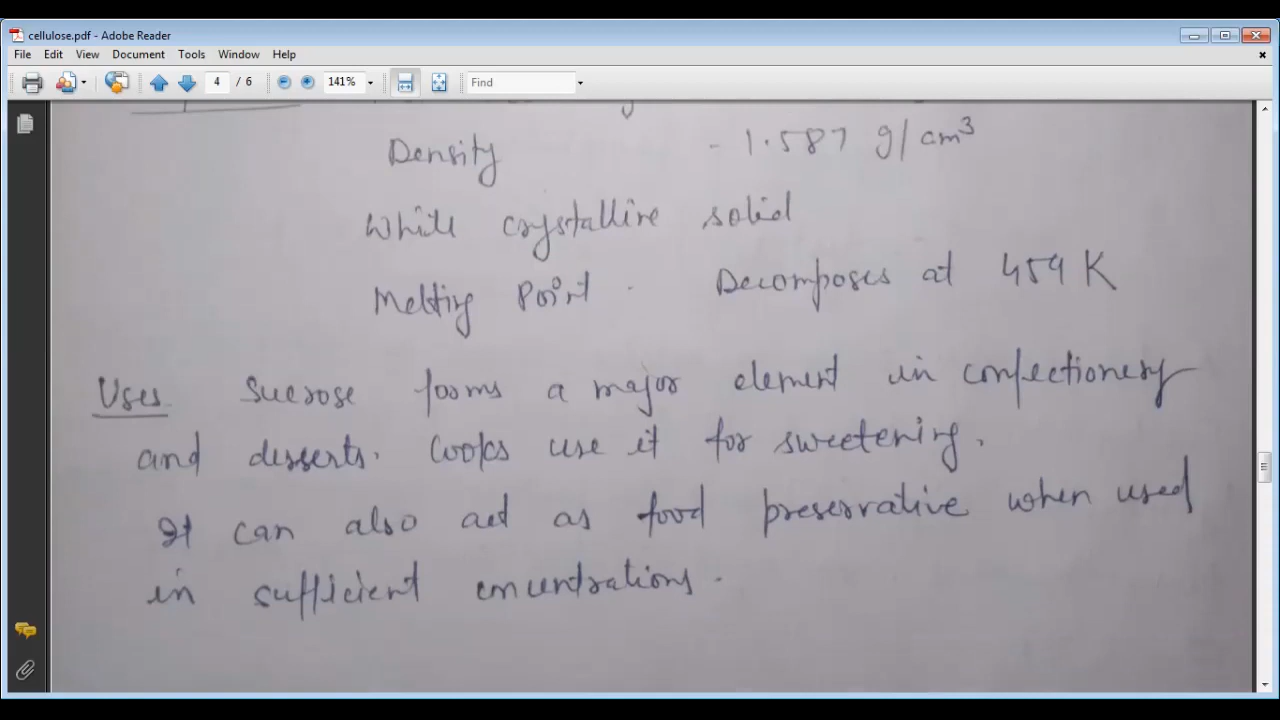 cellulose.pdf - Adobe Reader
File Edit View Document Tools Window Help
4 / 6 141% Find
Density - 1.587 g/cm³
White crystalline solid
Melting Point - Decomposes at 459 K
Uses Sucrose forms a major element in confectionery
and desserts. Cooks use it for sweetening.
It can also act as food preservative when used
in sufficient concentrations.